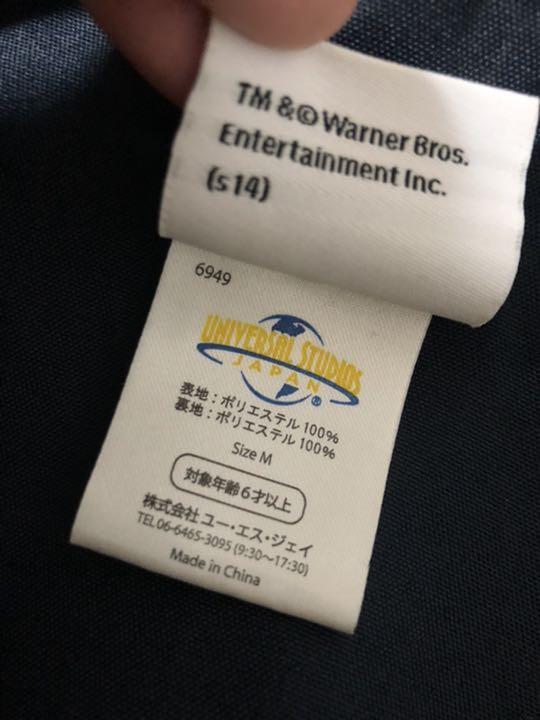 TM &© Warner Bros.
Entertainment Inc.
(s14)
6949
UNIVERSAL STUDIOS
JAPAN ®
表地：ポリエステル 100%
裏地：ポリエステル 100%
Size M
対象年齢6才以上
株式会社 ユー・エス・ジェイ
TEL06-6465-3095 (9:30〜17:30)
Made in China